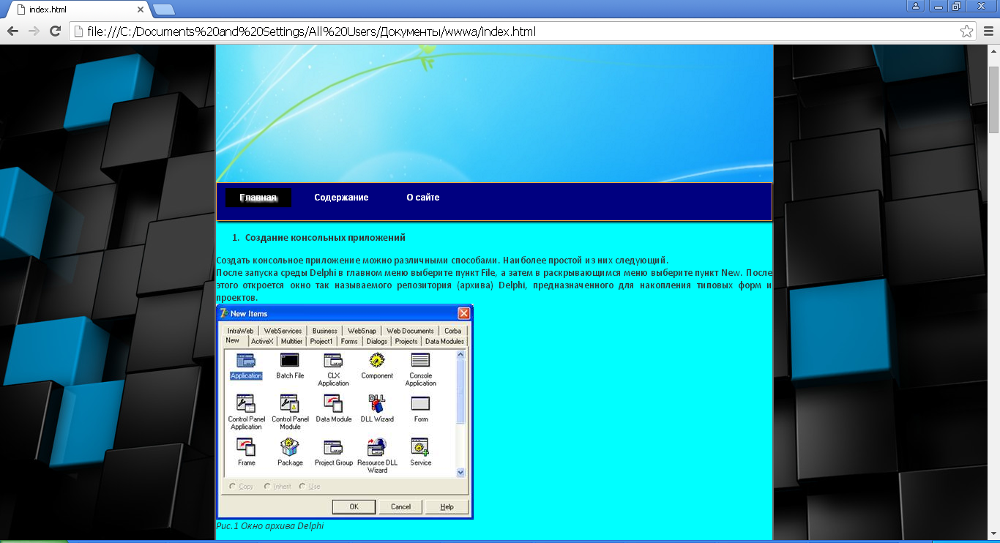 index.html
file:///C:/Documents%20and%20Settings/All%20Users/Документы/wwwa/index.html
Главная Содержание О сайте
1. Создание консольных приложений
Создать консольное приложение можно различными способами. Наиболее простой из них следующий.
После запуска среды Delphi в главном меню выберите пункт File, а затем в раскрывающимся меню выберите пункт New. После
этого откроется окно так называемого репозитория (архива) Delphi, предназначенного для накопления типовых форм и
проектов.
7 New Items
IntraWeb WebServices Business WebSnap Web Documents Corba
New ActiveX Multitier Project1 Forms Dialogs Projects Data Modules
Application Batch File CLX Application Component Console Application
Control Panel Application Control Panel Module Data Module DLL Wizard Form
Frame Package Project Group Resource DLL Wizard Service
Copy Inherit Use
OK Cancel Help
Рис.1 Окно архива Delphi